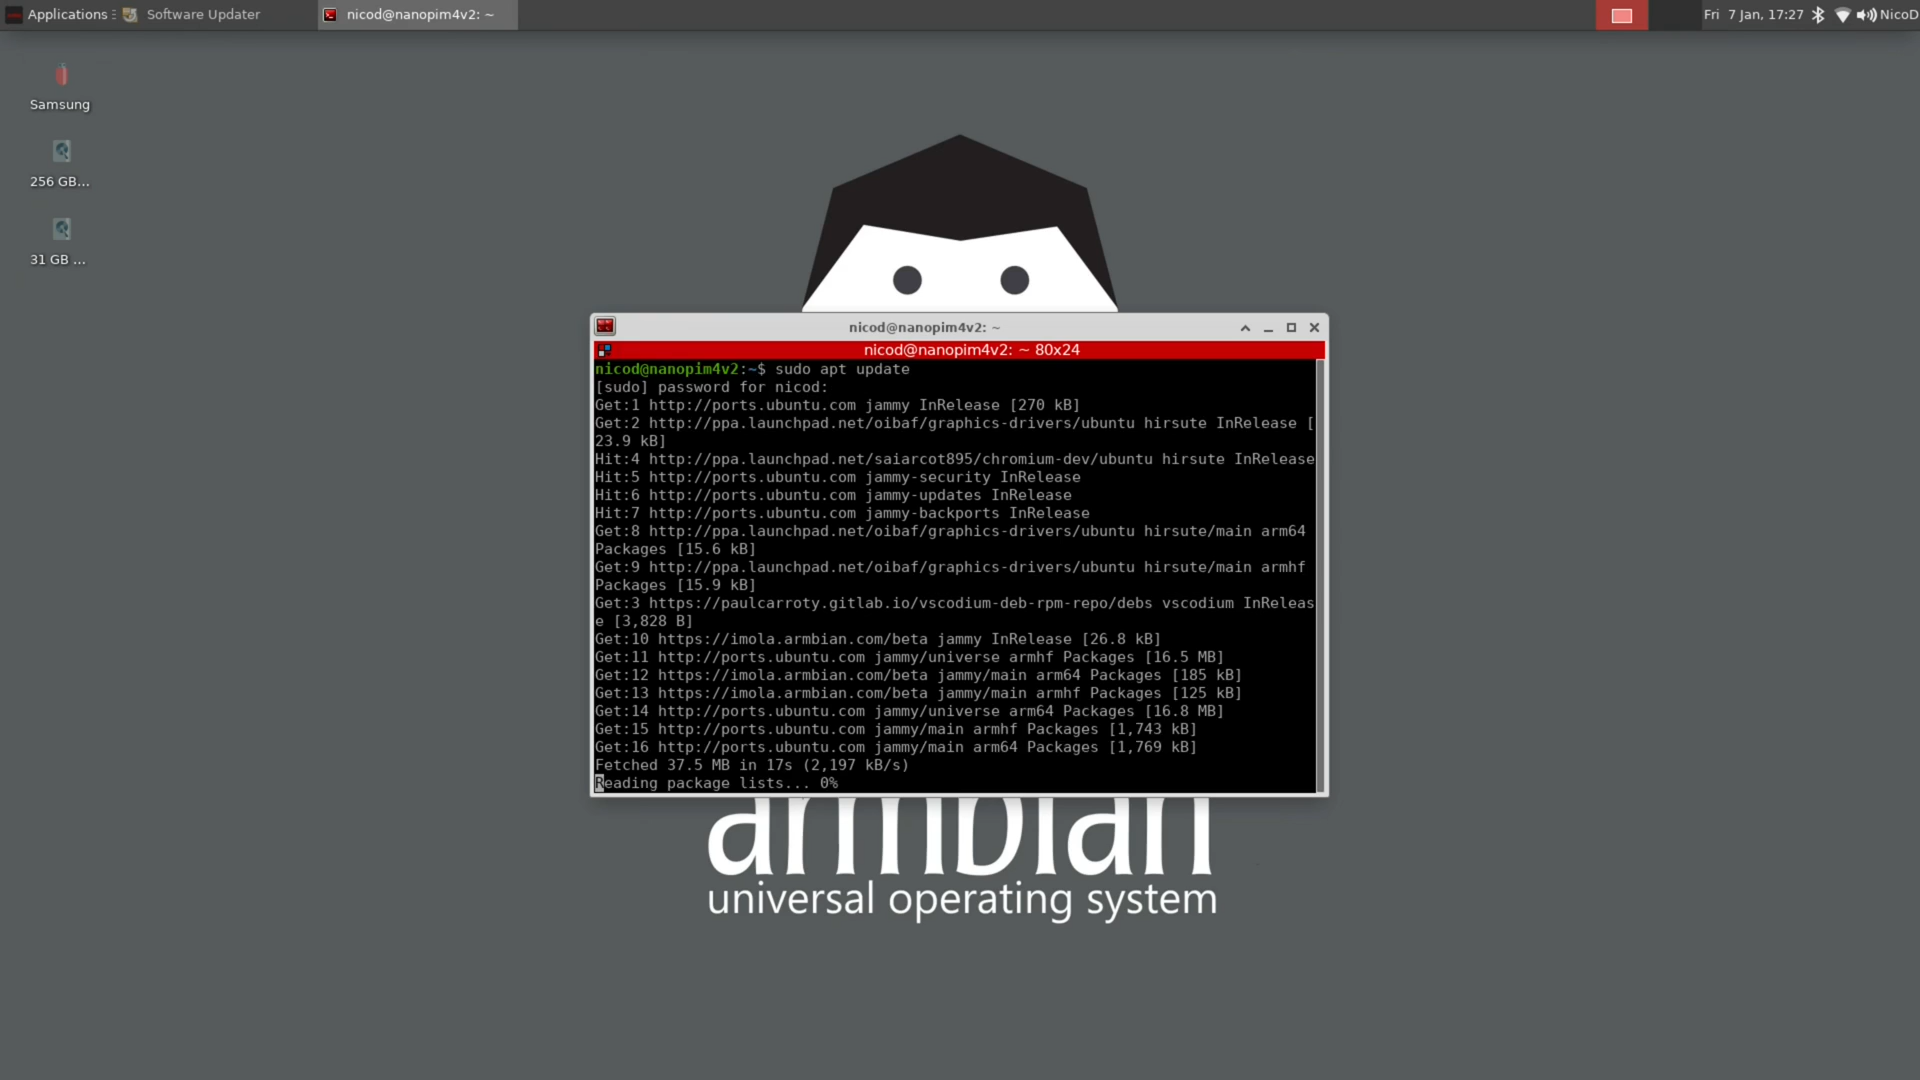 Applications
Software Updater
nicod@nanopim4v2: ~
Fri 7 Jan, 17:27
NicoD
Samsung
256 GB...
31 GB ...
nicod@nanopim4v2: ~
nicod@nanopim4v2: ~ 80x24
nicod@nanopim4v2:~$ sudo apt update
[sudo] password for nicod:
Get:1 http://ports.ubuntu.com jammy InRelease [270 kB]
Get:2 http://ppa.launchpad.net/oibaf/graphics-drivers/ubuntu hirsute InRelease [
23.9 kB]
Hit:4 http://ppa.launchpad.net/saiarcot895/chromium-dev/ubuntu hirsute InRelease
Hit:5 http://ports.ubuntu.com jammy-security InRelease
Hit:6 http://ports.ubuntu.com jammy-updates InRelease
Hit:7 http://ports.ubuntu.com jammy-backports InRelease
Get:8 http://ppa.launchpad.net/oibaf/graphics-drivers/ubuntu hirsute/main arm64
Packages [15.6 kB]
Get:9 http://ppa.launchpad.net/oibaf/graphics-drivers/ubuntu hirsute/main armhf
Packages [15.9 kB]
Get:3 https://paulcarroty.gitlab.io/vscodium-deb-rpm-repo/debs vscodium InReleas
e [3,828 B]
Get:10 https://imola.armbian.com/beta jammy InRelease [26.8 kB]
Get:11 http://ports.ubuntu.com jammy/universe armhf Packages [16.5 MB]
Get:12 https://imola.armbian.com/beta jammy/main arm64 Packages [185 kB]
Get:13 https://imola.armbian.com/beta jammy/main armhf Packages [125 kB]
Get:14 http://ports.ubuntu.com jammy/universe arm64 Packages [16.8 MB]
Get:15 http://ports.ubuntu.com jammy/main armhf Packages [1,743 kB]
Get:16 http://ports.ubuntu.com jammy/main arm64 Packages [1,769 kB]
Fetched 37.5 MB in 17s (2,197 kB/s)
Reading package lists... 0%
armbian
universal operating system